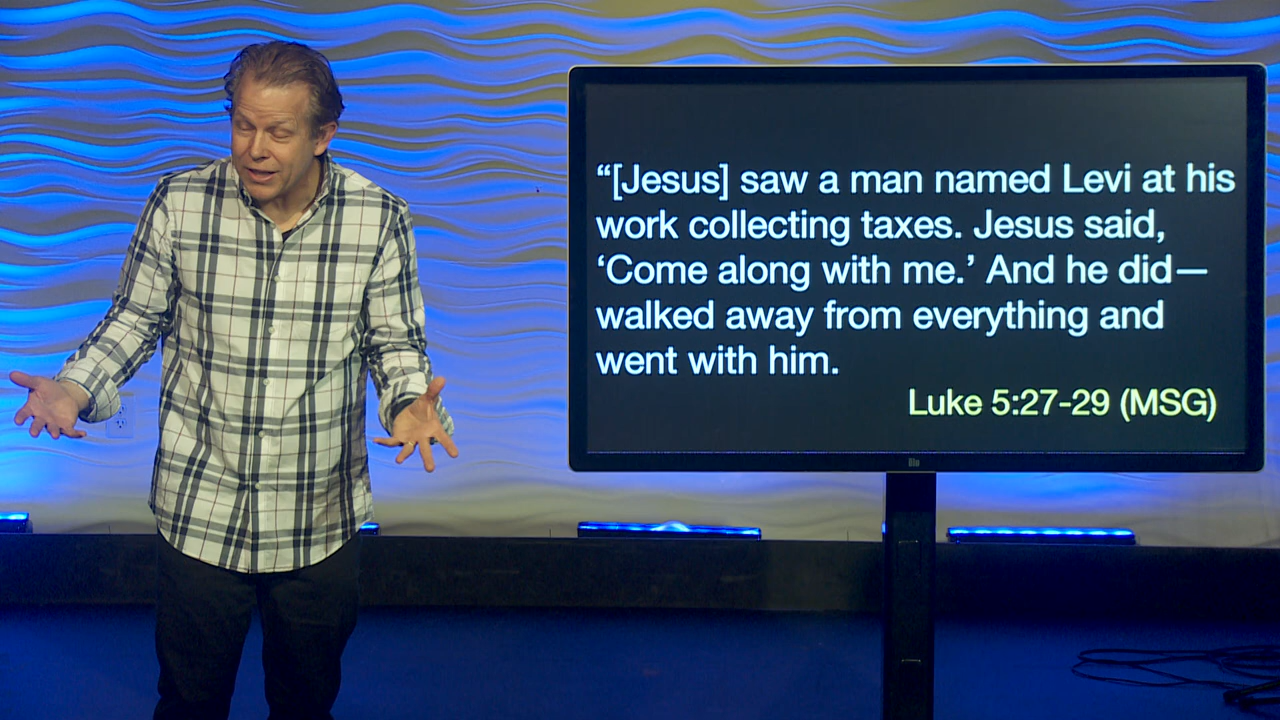 “[Jesus] saw a man named Levi at his
work collecting taxes. Jesus said,
‘Come along with me.’ And he did—
walked away from everything and
went with him.
Luke 5:27-29 (MSG)
elo